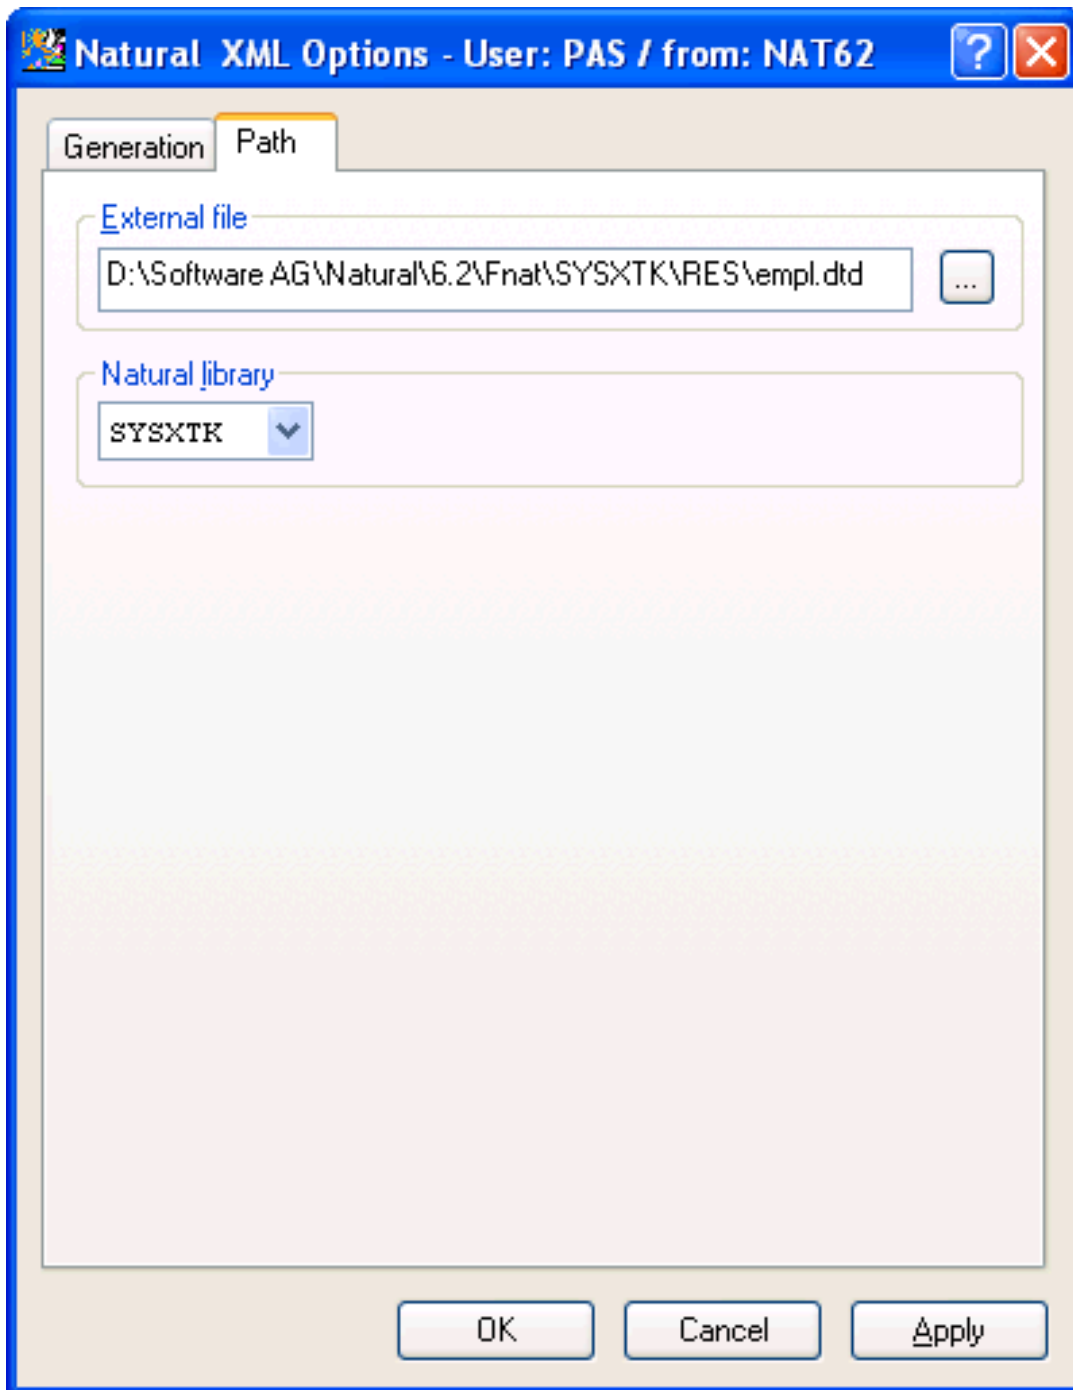 Natural XML Options - User: PAS / from: NAT62
Generation
Path
External file
D:\Software AG\Natural\6.2\Fnat\SYSXTK\RES\empl.dtd
...
Natural library
SYSXTK
OK
Cancel
Apply